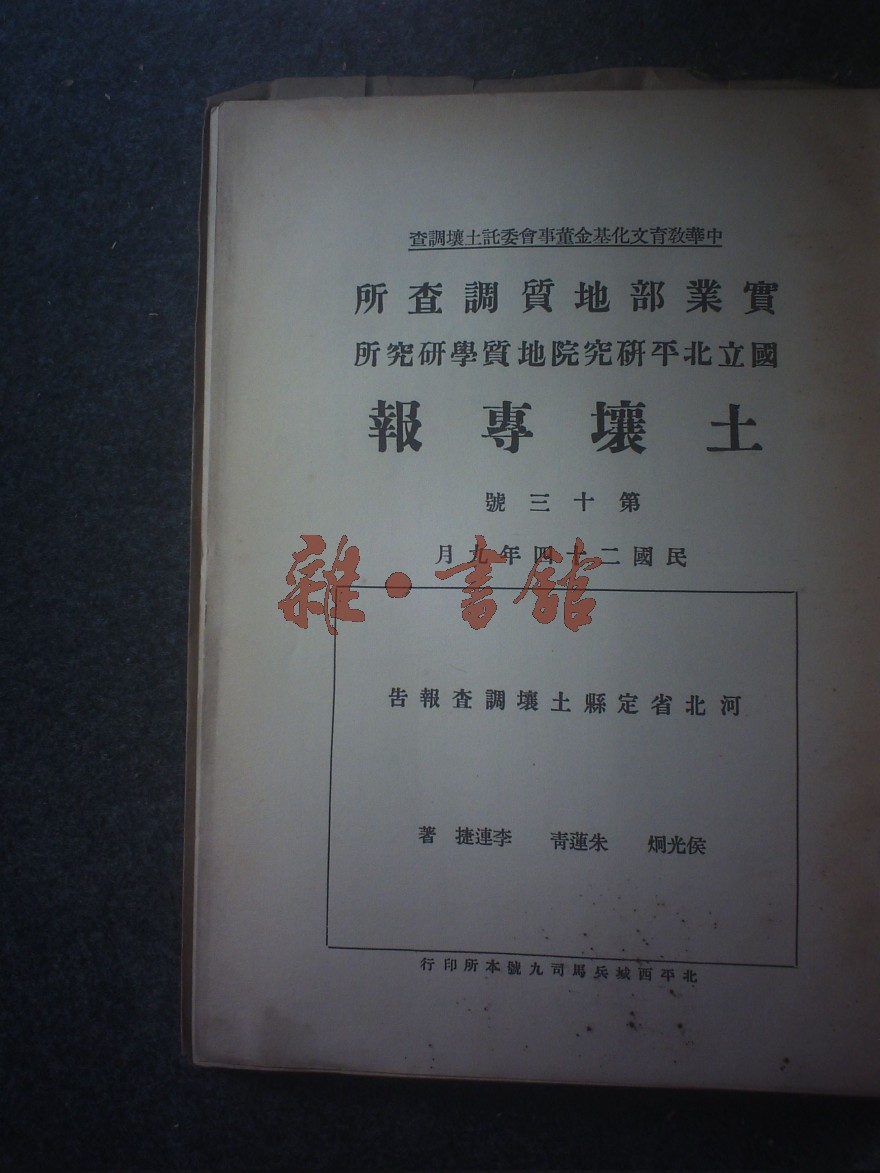 中華敎育文化基金董事會委託土壤調查
實業部地質調查所
國立北平硏究院地質學研究所
土壤專報
第十三號
民國二十四年九月
雜·書館
河北省定縣土壤調查報告
侯光炯 朱蓮青 李連捷 著
北平西城兵馬司九號本所印行